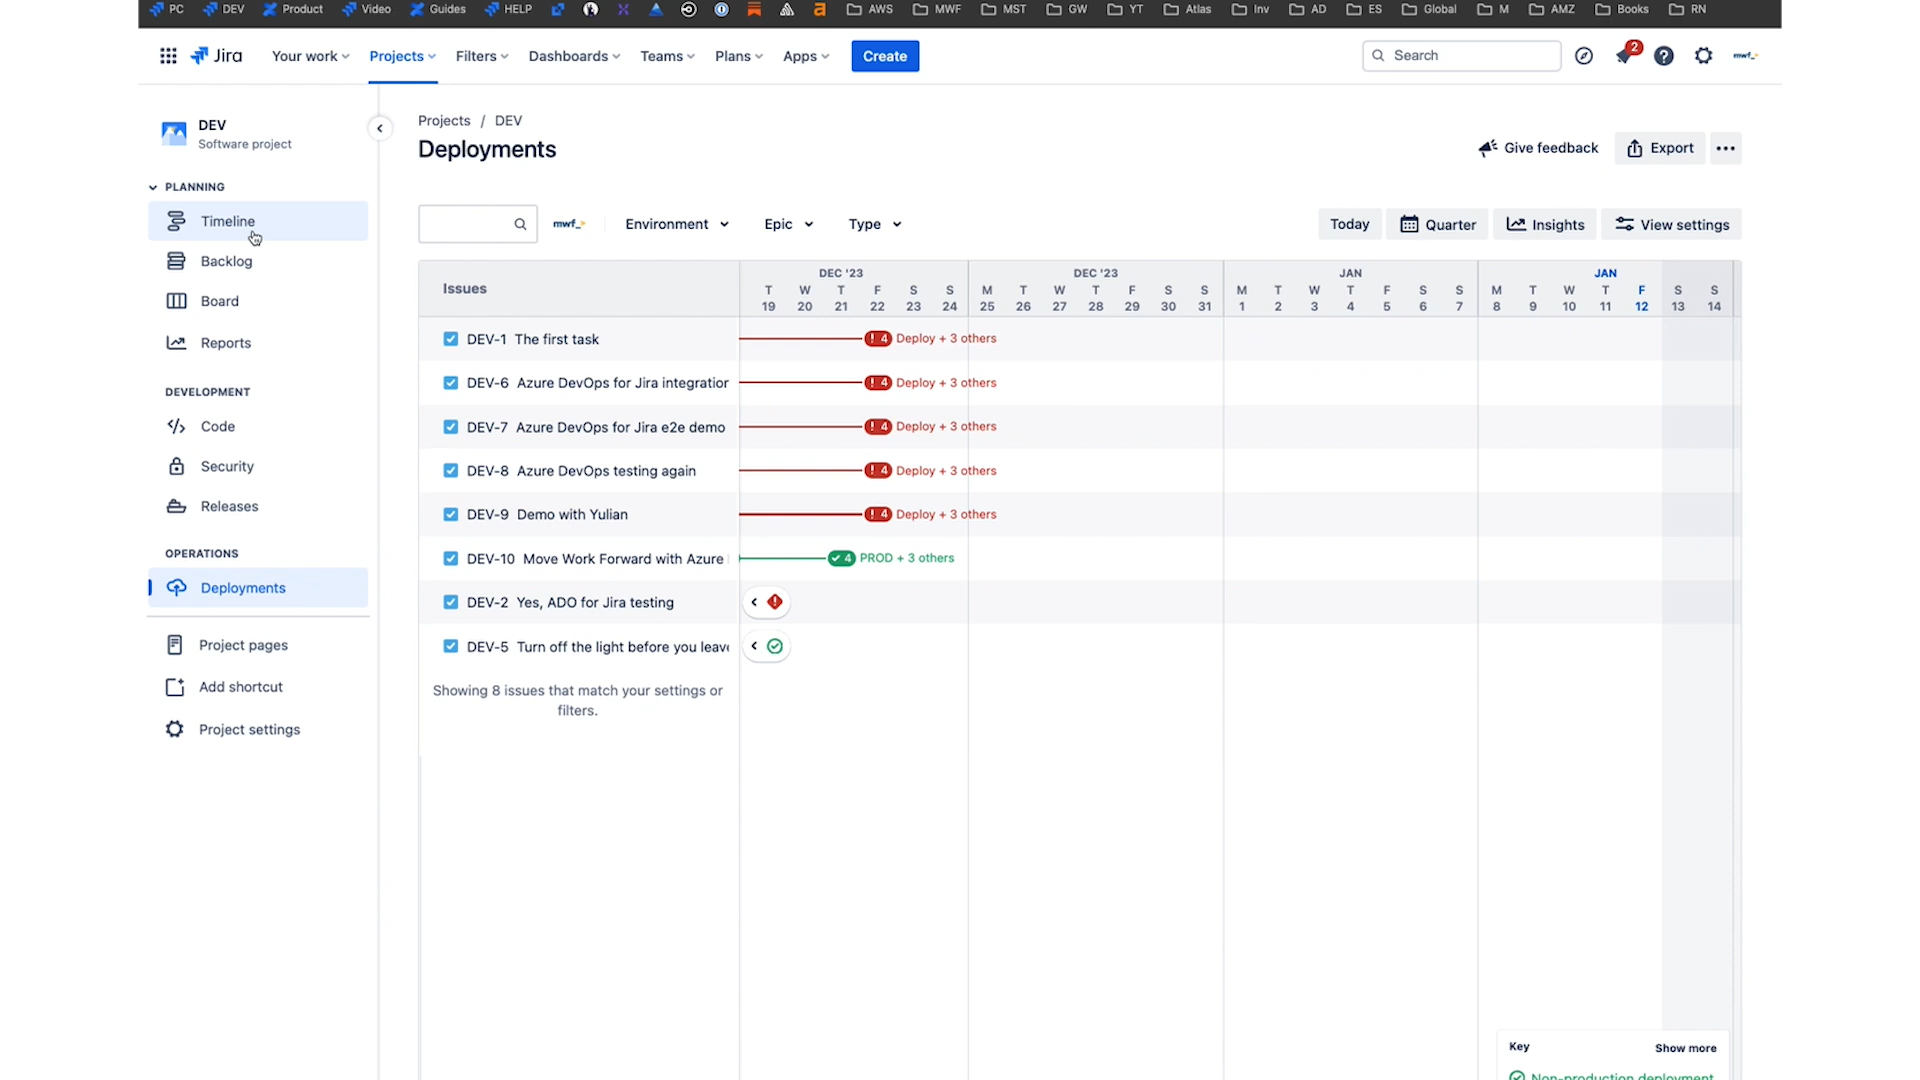 PC DEV Product Video Guides HELP AWS MWF MST GW YT Atlas Inv AD ES Global M AMZ Books RN
Jira Your work Projects Filters Dashboards Teams Plans Apps Create Search 2 mwf_>
DEV
Software project
PLANNING
Timeline
Backlog
Board
Reports
DEVELOPMENT
Code
Security
Releases
OPERATIONS
Deployments
Project pages
Add shortcut
Project settings
Projects / DEV
Deployments
Give feedback Export
mwf_> Environment Epic Type Today Quarter Insights View settings
Issues
DEC '23 DEC '23 JAN JAN
T W T F S S M T W T F S S M T W T F S S M T W T F S S
19 20 21 22 23 24 25 26 27 28 29 30 31 1 2 3 4 5 6 7 8 9 10 11 12 13 14
DEV-1 The first task ! 4 Deploy + 3 others
DEV-6 Azure DevOps for Jira integration ! 4 Deploy + 3 others
DEV-7 Azure DevOps for Jira e2e demo ! 4 Deploy + 3 others
DEV-8 Azure DevOps testing again ! 4 Deploy + 3 others
DEV-9 Demo with Yulian ! 4 Deploy + 3 others
DEV-10 Move Work Forward with Azure 4 PROD + 3 others
DEV-2 Yes, ADO for Jira testing
DEV-5 Turn off the light before you leave
Showing 8 issues that match your settings or
filters.
Key Show more
Non-production deployment